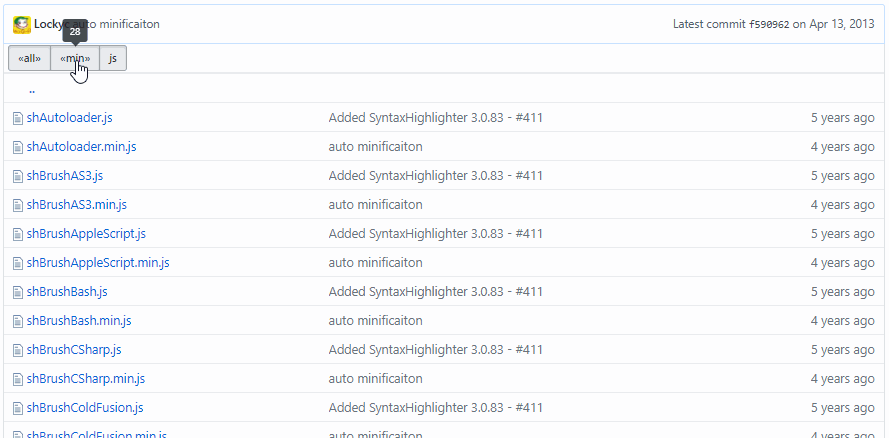 Lockyc auto minificaiton Latest commit f590962 on Apr 13, 2013
28
«all» «min» js
..
shAutoloader.js Added SyntaxHighlighter 3.0.83 - #411 5 years ago
shAutoloader.min.js auto minificaiton 4 years ago
shBrushAS3.js Added SyntaxHighlighter 3.0.83 - #411 5 years ago
shBrushAS3.min.js auto minificaiton 4 years ago
shBrushAppleScript.js Added SyntaxHighlighter 3.0.83 - #411 5 years ago
shBrushAppleScript.min.js auto minificaiton 4 years ago
shBrushBash.js Added SyntaxHighlighter 3.0.83 - #411 5 years ago
shBrushBash.min.js auto minificaiton 4 years ago
shBrushCSharp.js Added SyntaxHighlighter 3.0.83 - #411 5 years ago
shBrushCSharp.min.js auto minificaiton 4 years ago
shBrushColdFusion.js Added SyntaxHighlighter 3.0.83 - #411 5 years ago
shBrushColdFusion.min.js auto minificaiton 4 years ago